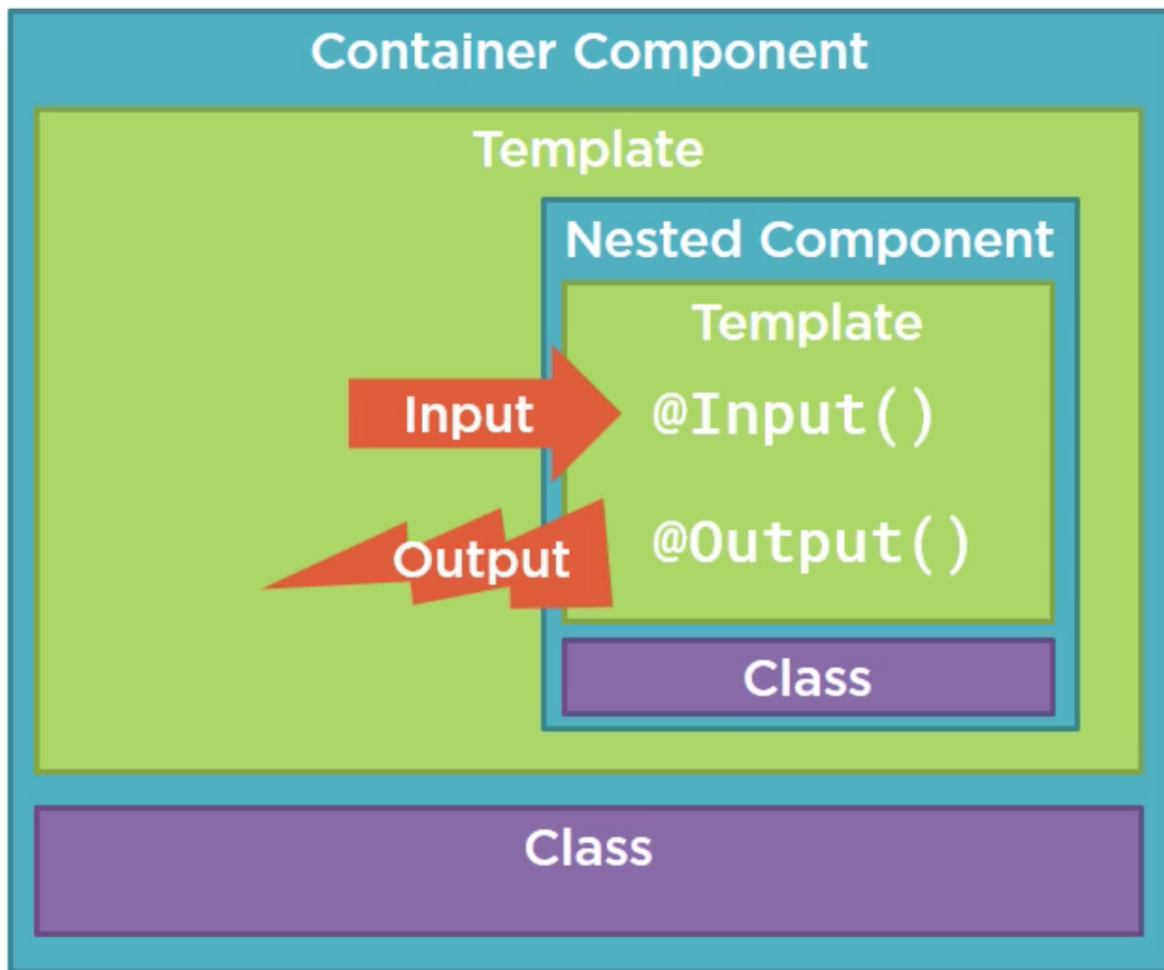 Container Component
Template
Nested Component
Template
Input
@Input()
Output
@Output()
Class
Class